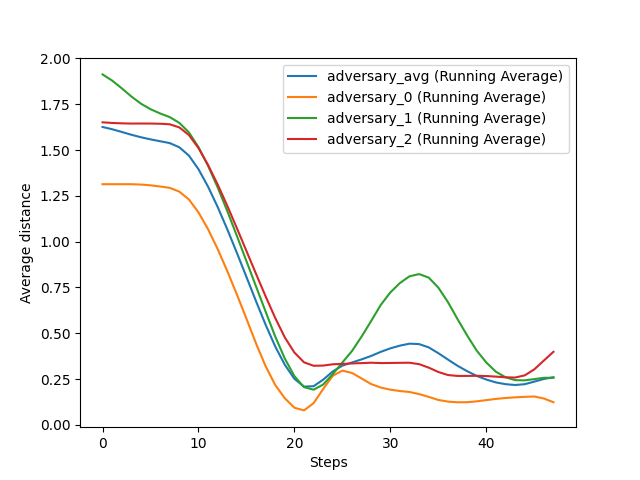 2.00
1.75
1.50
1.25
1.00
0.75
0.50
0.25
0.00
Average distance
adversary_avg (Running Average)
adversary_0 (Running Average)
adversary_1 (Running Average)
adversary_2 (Running Average)
0 10 20 30 40
Steps